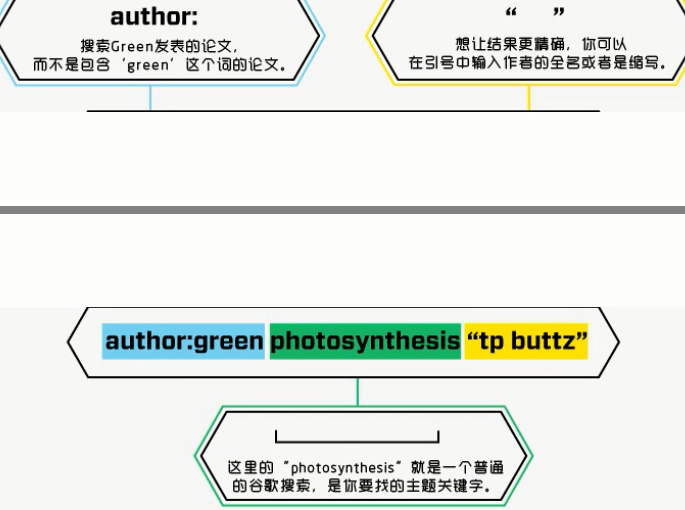 author:
搜索Green发表的论文，
而不是包含‘green’这个词的论文。
“ ”
想让结果更精确，你可以
在引号中输入作者的全名或者是缩写。
author:green photosynthesis “tp buttz”
这里的“photosynthesis”就是一个普通
的谷歌搜索，是你要找的主题关键字。